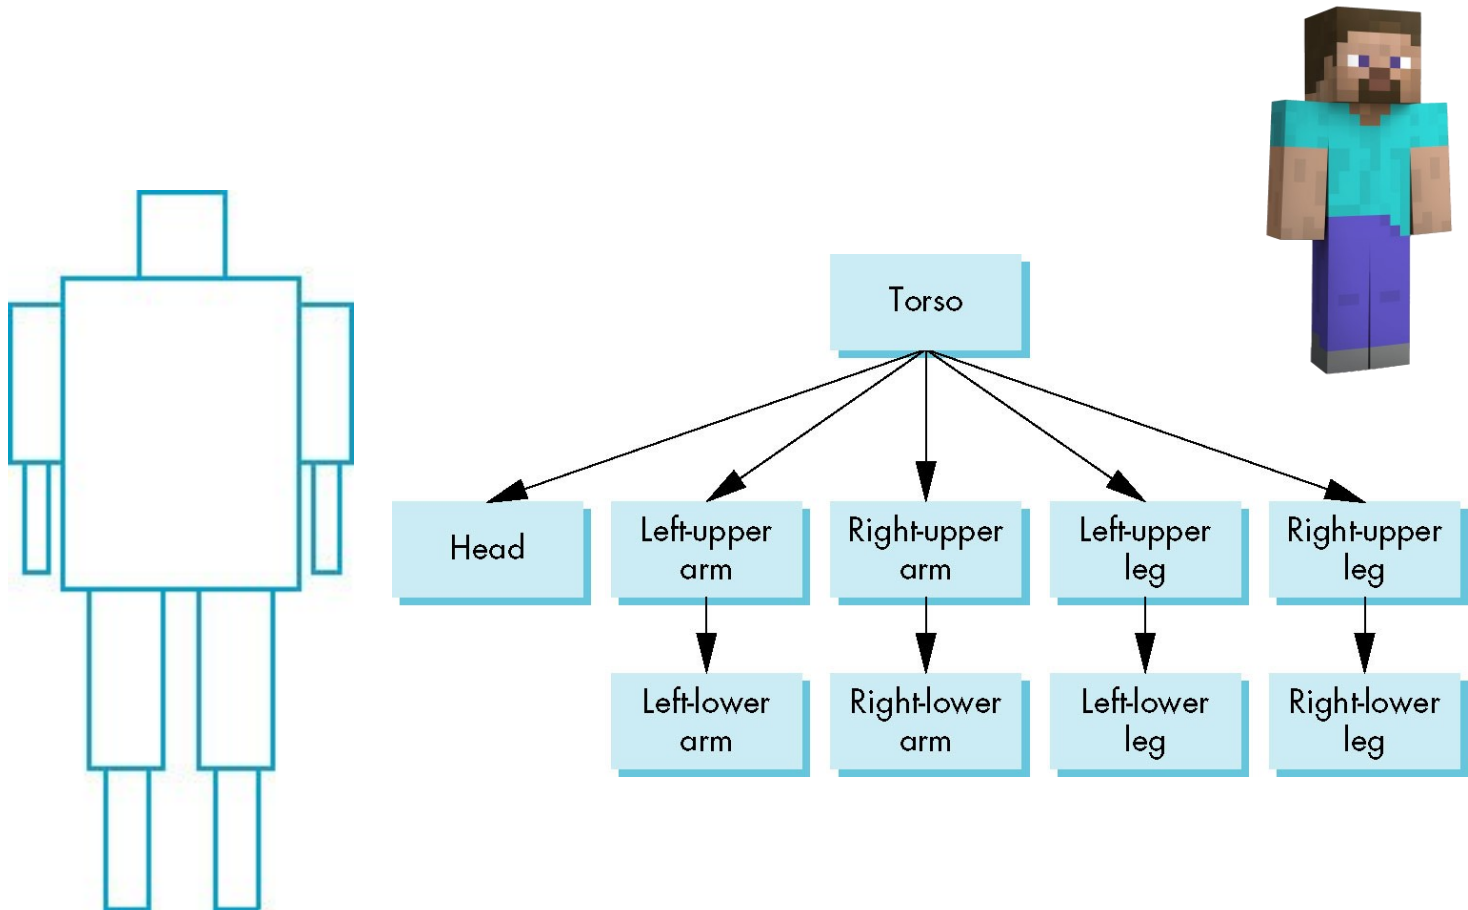 Torso
Head
Left-upper
arm
Right-upper
arm
Left-upper
leg
Right-upper
leg
Left-lower
arm
Right-lower
arm
Left-lower
leg
Right-lower
leg